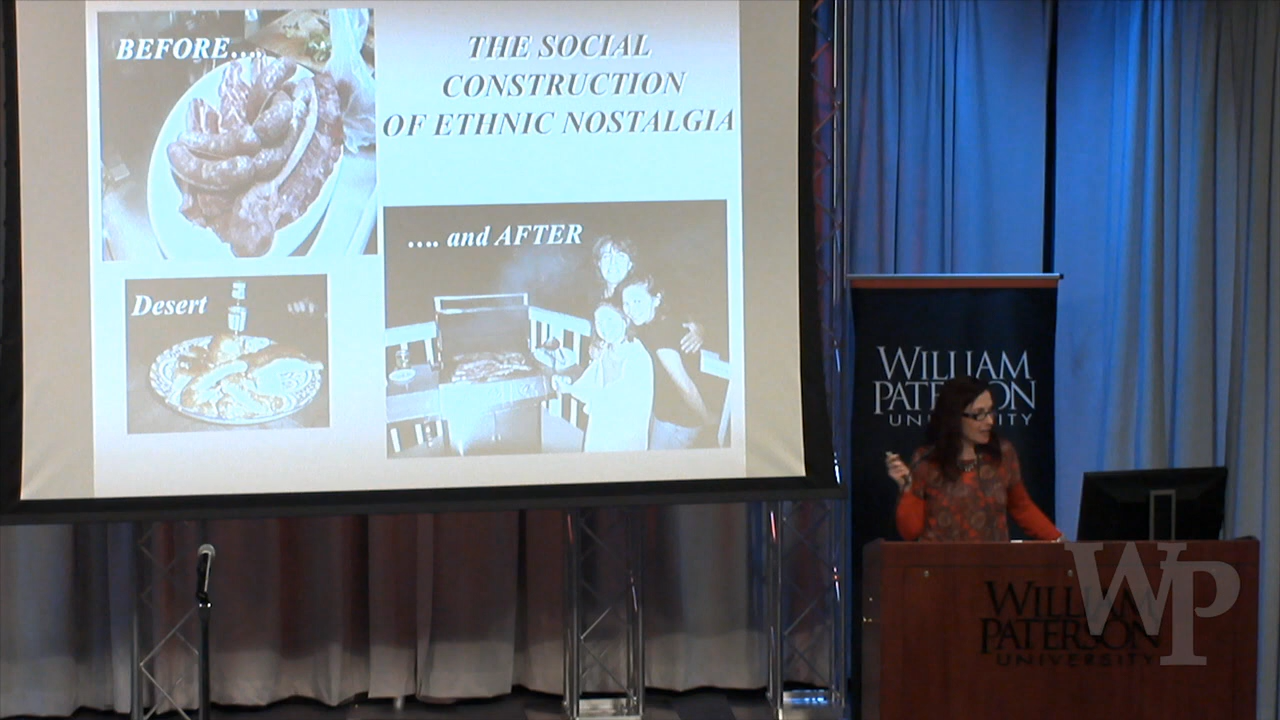 BEFORE....
THE SOCIAL
CONSTRUCTION
OF ETHNIC NOSTALGIA
.... and AFTER
Desert
WILLIAM
PATERSON
UNIVERSITY
WILLIAM
PATERSON
UNIVERSITY
WP